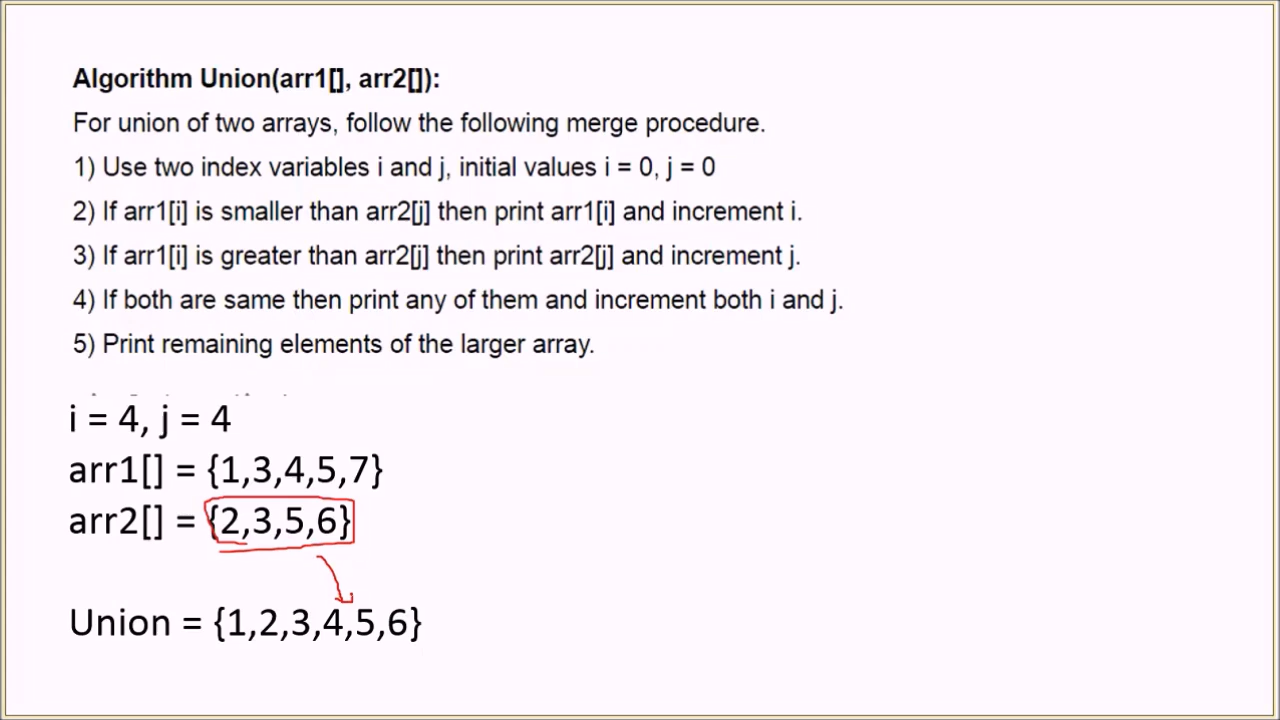 Algorithm Union(arr1[], arr2[]):
For union of two arrays, follow the following merge procedure.
1) Use two index variables i and j, initial values i = 0, j = 0
2) If arr1[i] is smaller than arr2[j] then print arr1[i] and increment i.
3) If arr1[i] is greater than arr2[j] then print arr2[j] and increment j.
4) If both are same then print any of them and increment both i and j.
5) Print remaining elements of the larger array.
i = 4, j = 4
arr1[] = {1,3,4,5,7}
arr2[] = {2,3,5,6}
Union = {1,2,3,4,5,6}